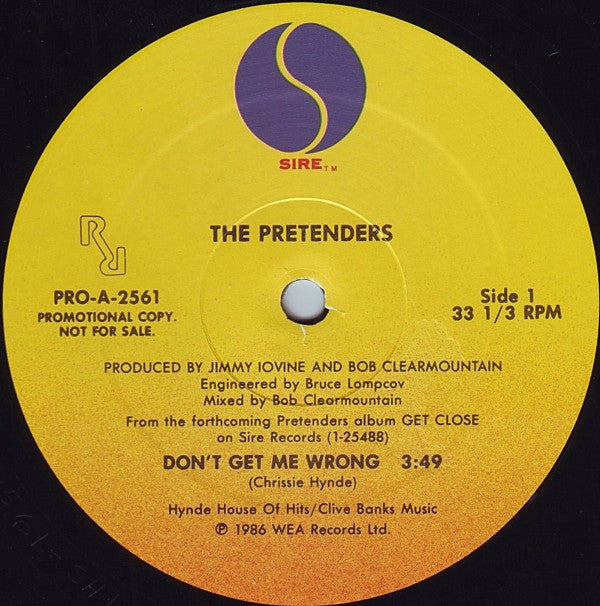 SIRE TM
THE PRETENDERS
PRO-A-2561
PROMOTIONAL COPY.
NOT FOR SALE.
Side 1
33 1/3 RPM
PRODUCED BY JIMMY IOVINE AND BOB CLEARMOUNTAIN
Engineered by Bruce Lompcov
Mixed by Bob Clearmountain
From the forthcoming Pretenders album GET CLOSE
on Sire Records (1-25488)
DON'T GET ME WRONG 3:49
(Chrissie Hynde)
Hynde House Of Hits/Clive Banks Music
℗ 1986 WEA Records Ltd.